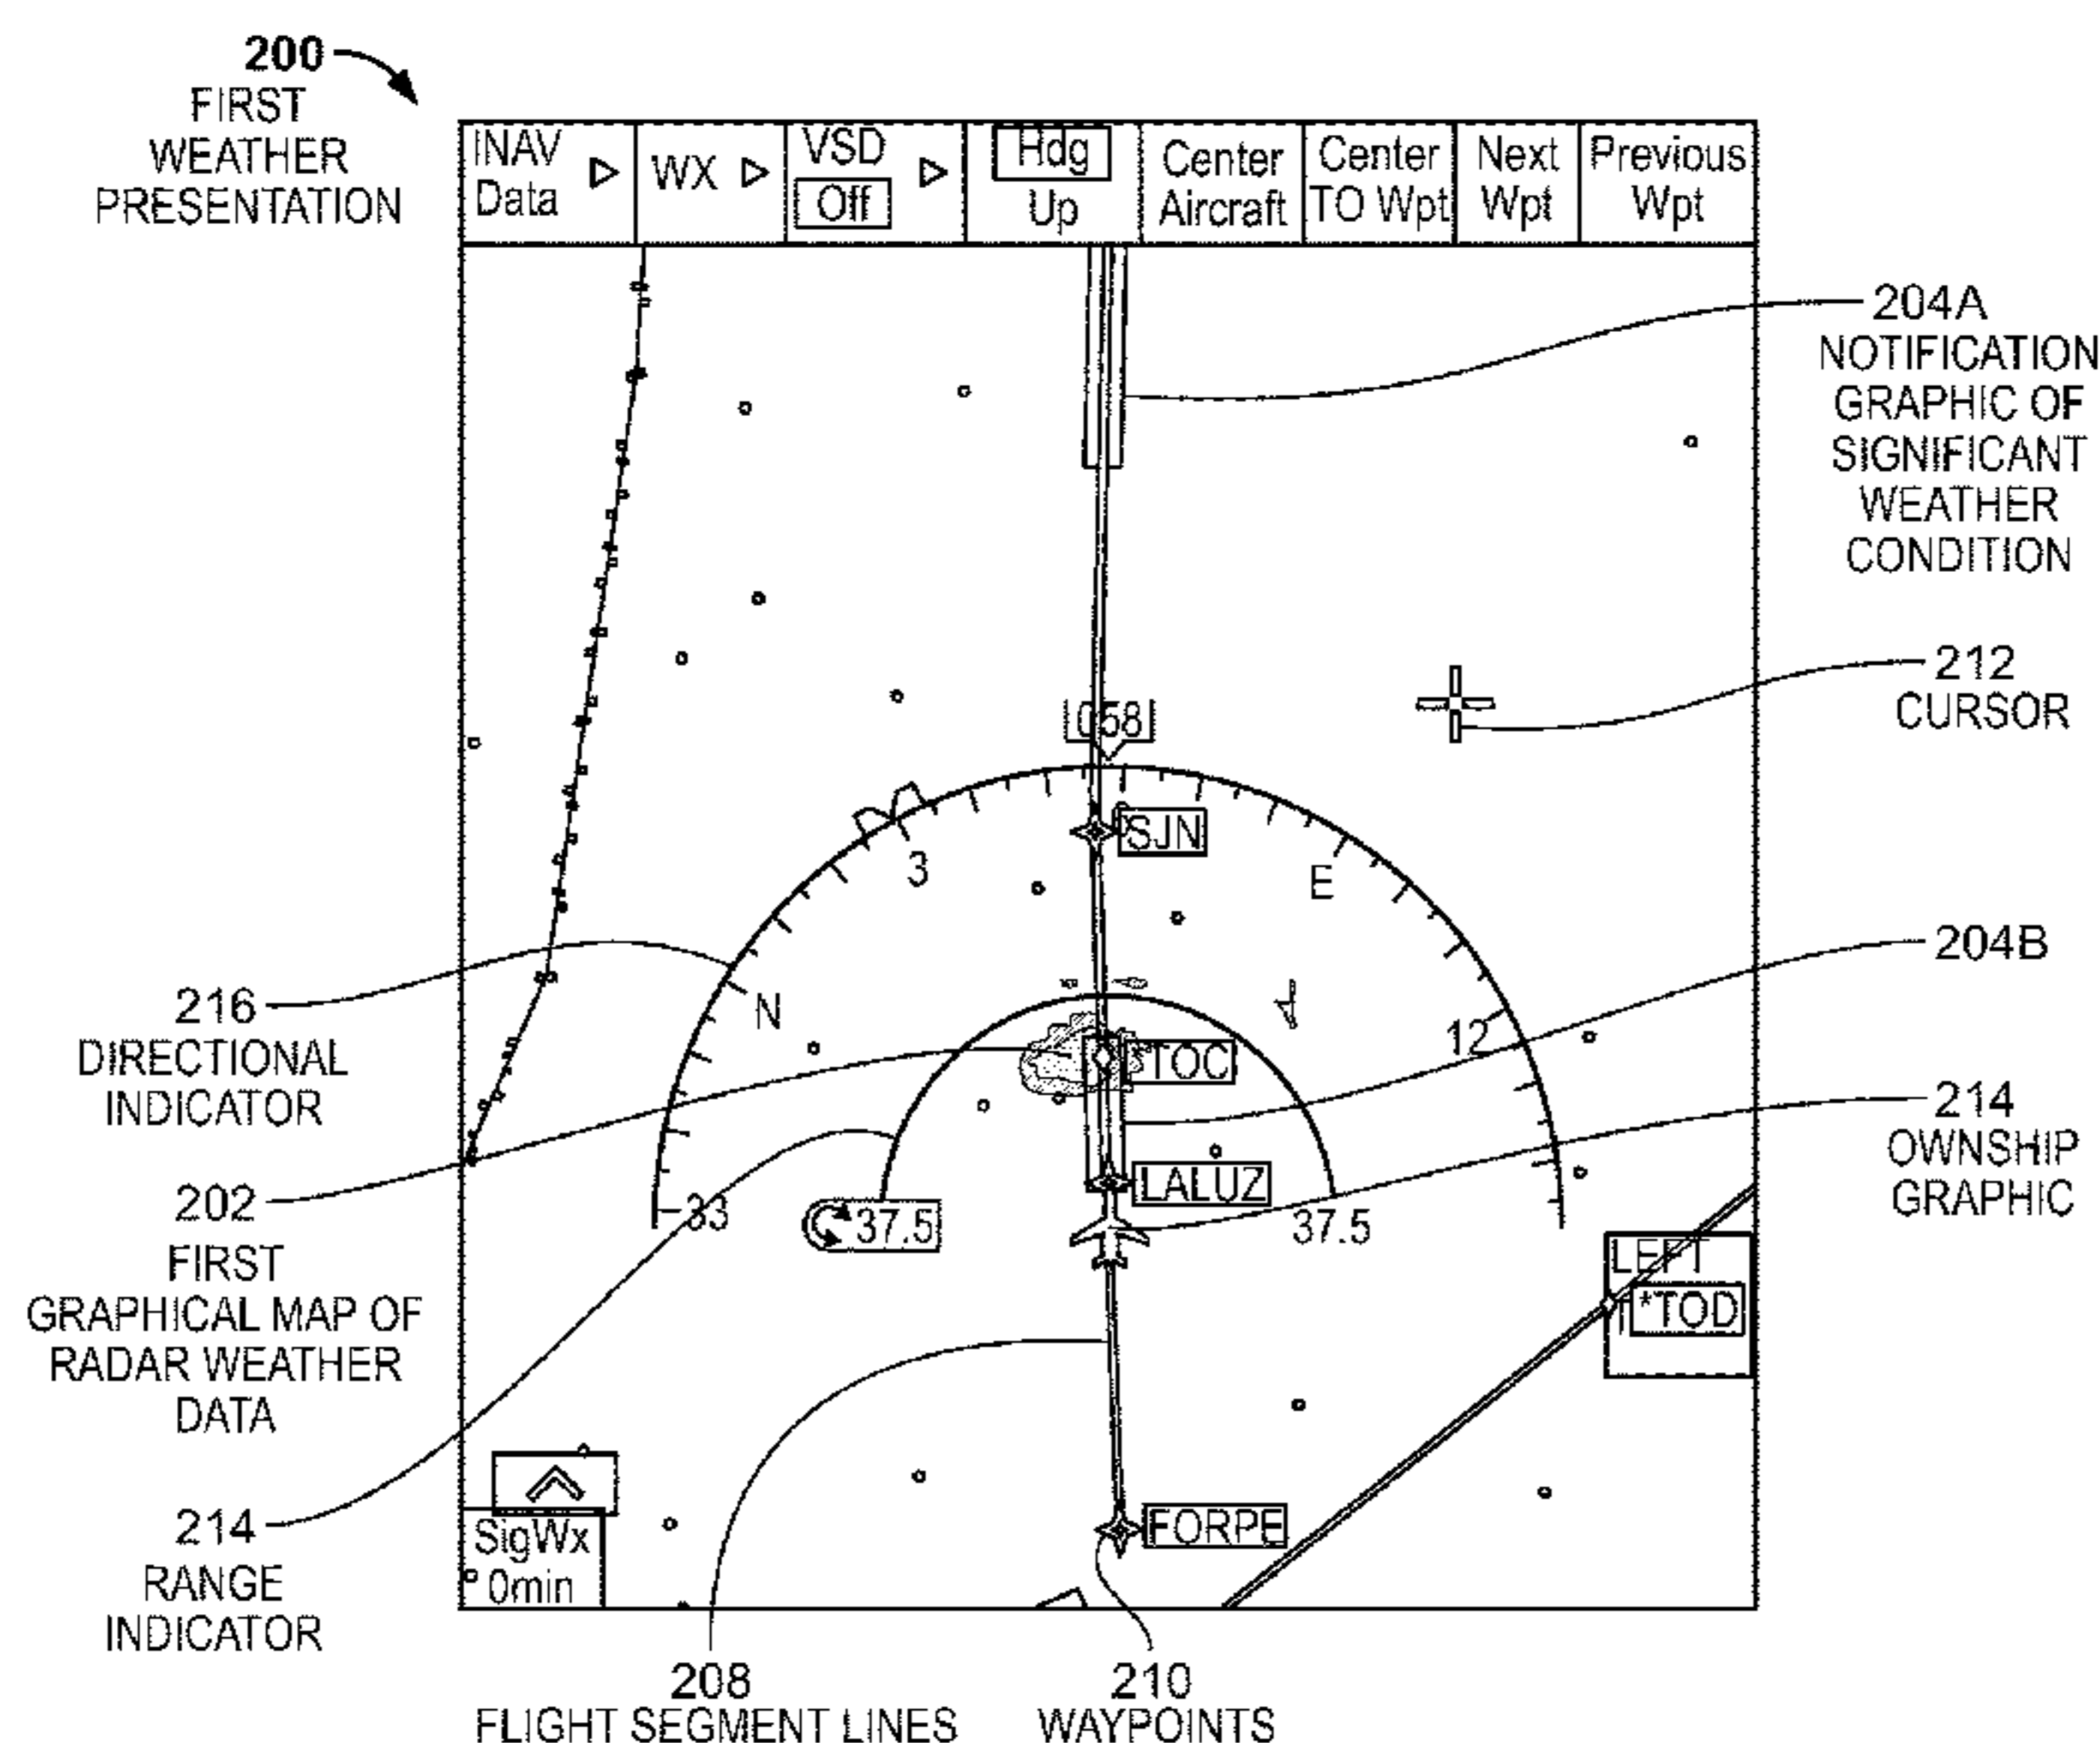 200
FIRST
WEATHER
PRESENTATION
INAV
Data
WX
VSD
Off
Hdg
Up
Center
Aircraft
Center
TO Wpt
Next
Wpt
Previous
Wpt
204A
NOTIFICATION
GRAPHIC OF
SIGNIFICANT
WEATHER
CONDITION
212
CURSOR
058
SJN
3
E
N
12
33
204B
216
DIRECTIONAL
INDICATOR
TOC
214
OWNSHIP
GRAPHIC
LALUZ
202
FIRST
GRAPHICAL MAP OF
RADAR WEATHER
DATA
37.5
37.5
LEFT
*TOD
214
RANGE
INDICATOR
FORPE
SigWx
0min
208
FLIGHT SEGMENT LINES
210
WAYPOINTS